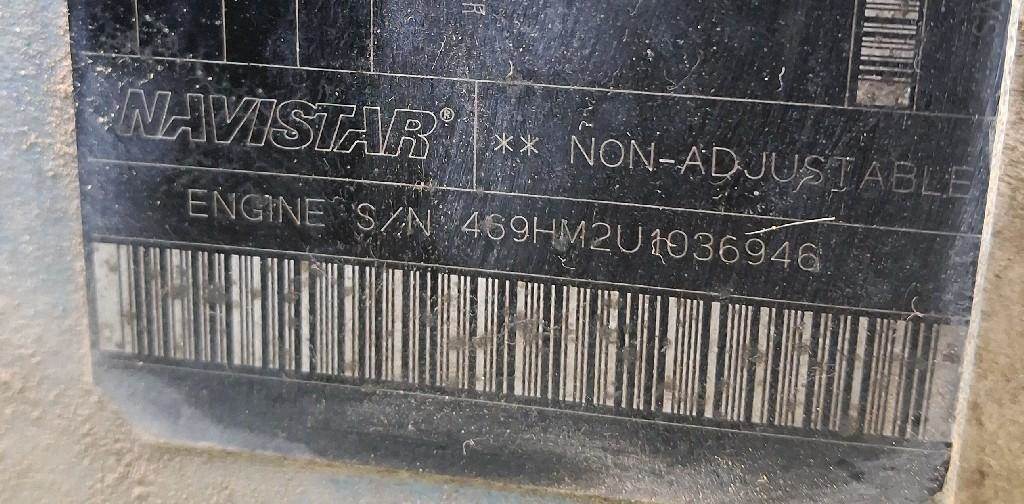 NAVISTAR® ** NON-ADJUSTABLE
ENGINE S/N 469HM2U1036946